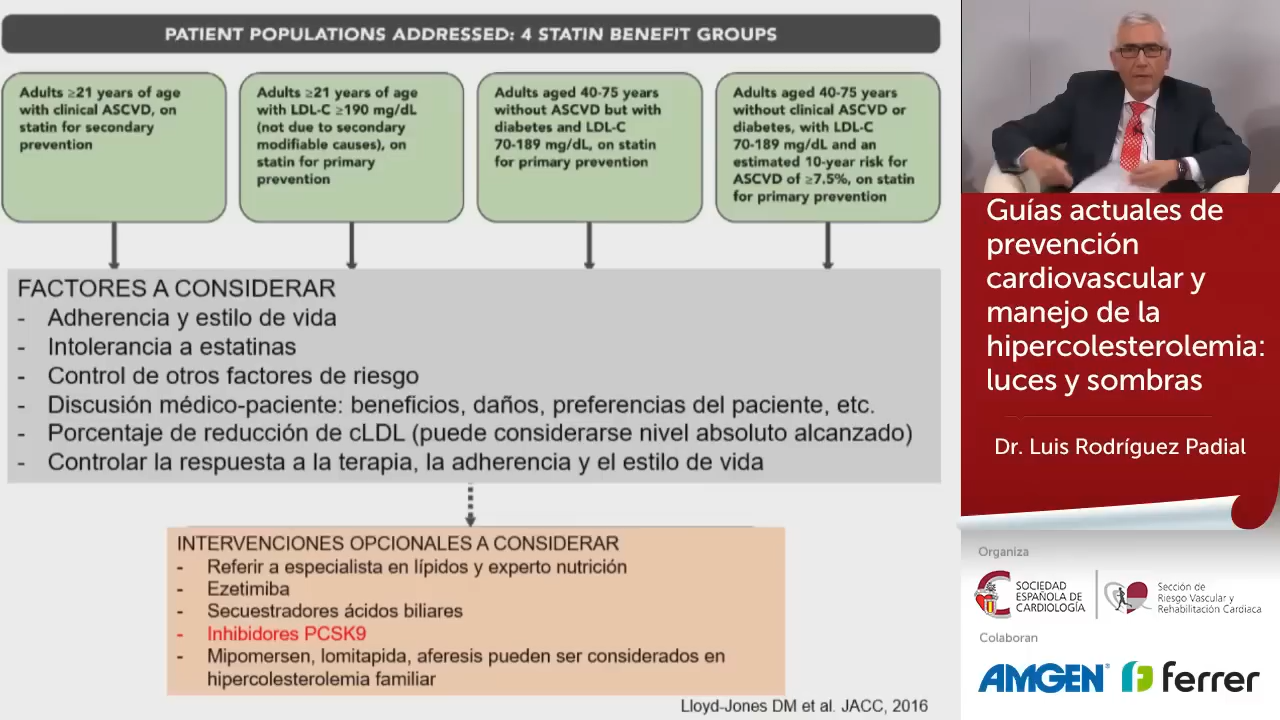 PATIENT POPULATIONS ADDRESSED: 4 STATIN BENEFIT GROUPS
Adults ≥21 years of age
with clinical ASCVD, on
statin for secondary
prevention
Adults ≥21 years of age
with LDL-C ≥190 mg/dL
(not due to secondary
modifiable causes), on
statin for primary
prevention
Adults aged 40-75 years
without ASCVD but with
diabetes and LDL-C
70-189 mg/dL, on statin
for primary prevention
Adults aged 40-75 years
without clinical ASCVD or
diabetes, with LDL-C
70-189 mg/dL and an
estimated 10-year risk for
ASCVD of ≥7.5%, on statin
for primary prevention
FACTORES A CONSIDERAR
- Adherencia y estilo de vida
- Intolerancia a estatinas
- Control de otros factores de riesgo
- Discusión médico-paciente: beneficios, daños, preferencias del paciente, etc.
- Porcentaje de reducción de cLDL (puede considerarse nivel absoluto alcanzado)
- Controlar la respuesta a la terapia, la adherencia y el estilo de vida
INTERVENCIONES OPCIONALES A CONSIDERAR
- Referir a especialista en lípidos y experto nutrición
- Ezetimiba
- Secuestradores ácidos biliares
- Inhibidores PCSK9
- Mipomersen, lomitapida, aferesis pueden ser considerados en
hipercolesterolemia familiar
Lloyd-Jones DM et al. JACC, 2016
Guías actuales de
prevención
cardiovascular y
manejo de la
hipercolesterolemia:
luces y sombras
Dr. Luis Rodríguez Padial
Organiza
SOCIEDAD
ESPAÑOLA DE
CARDIOLOGÍA
Sección de
Riesgo Vascular y
Rehabilitación Cardiaca
Colaboran
AMGEN®
ferrer